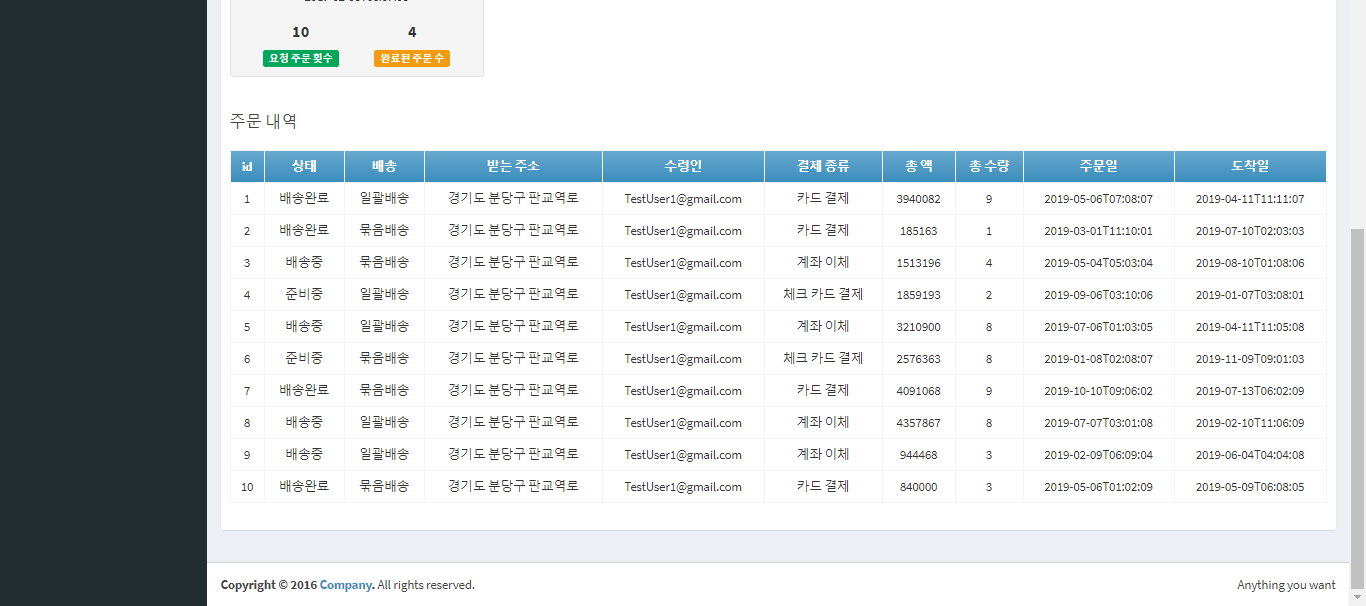 10 4
요청 주문 횟수 완료된 주문 수
주문 내역
id 상태 배송 받는 주소 수령인 결제 종류 총 액 총 수량 주문일 도착일
1 배송완료 일괄배송 경기도 분당구 판교역로 TestUser1@gmail.com 카드 결제 3940082 9 2019-05-06T07:08:07 2019-04-11T11:11:07
2 배송완료 묶음배송 경기도 분당구 판교역로 TestUser1@gmail.com 카드 결제 185163 1 2019-03-01T11:10:01 2019-07-10T02:03:03
3 배송중 묶음배송 경기도 분당구 판교역로 TestUser1@gmail.com 계좌 이체 1513196 4 2019-05-04T05:03:04 2019-08-10T01:08:06
4 준비중 일괄배송 경기도 분당구 판교역로 TestUser1@gmail.com 체크 카드 결제 1859193 2 2019-09-06T03:10:06 2019-01-07T03:08:01
5 배송중 일괄배송 경기도 분당구 판교역로 TestUser1@gmail.com 계좌 이체 3210900 8 2019-07-06T01:03:05 2019-04-11T11:05:08
6 준비중 묶음배송 경기도 분당구 판교역로 TestUser1@gmail.com 체크 카드 결제 2576363 8 2019-01-08T02:08:07 2019-11-09T09:01:03
7 배송완료 묶음배송 경기도 분당구 판교역로 TestUser1@gmail.com 카드 결제 4091068 9 2019-10-10T09:06:02 2019-07-13T06:02:09
8 배송중 일괄배송 경기도 분당구 판교역로 TestUser1@gmail.com 계좌 이체 4357867 8 2019-07-07T03:01:08 2019-02-10T11:06:09
9 배송중 일괄배송 경기도 분당구 판교역로 TestUser1@gmail.com 계좌 이체 944468 3 2019-02-09T06:09:04 2019-06-04T04:04:08
10 배송완료 묶음배송 경기도 분당구 판교역로 TestUser1@gmail.com 카드 결제 840000 3 2019-05-06T01:02:09 2019-05-09T06:08:05
Copyright © 2016 Company. All rights reserved. Anything you want